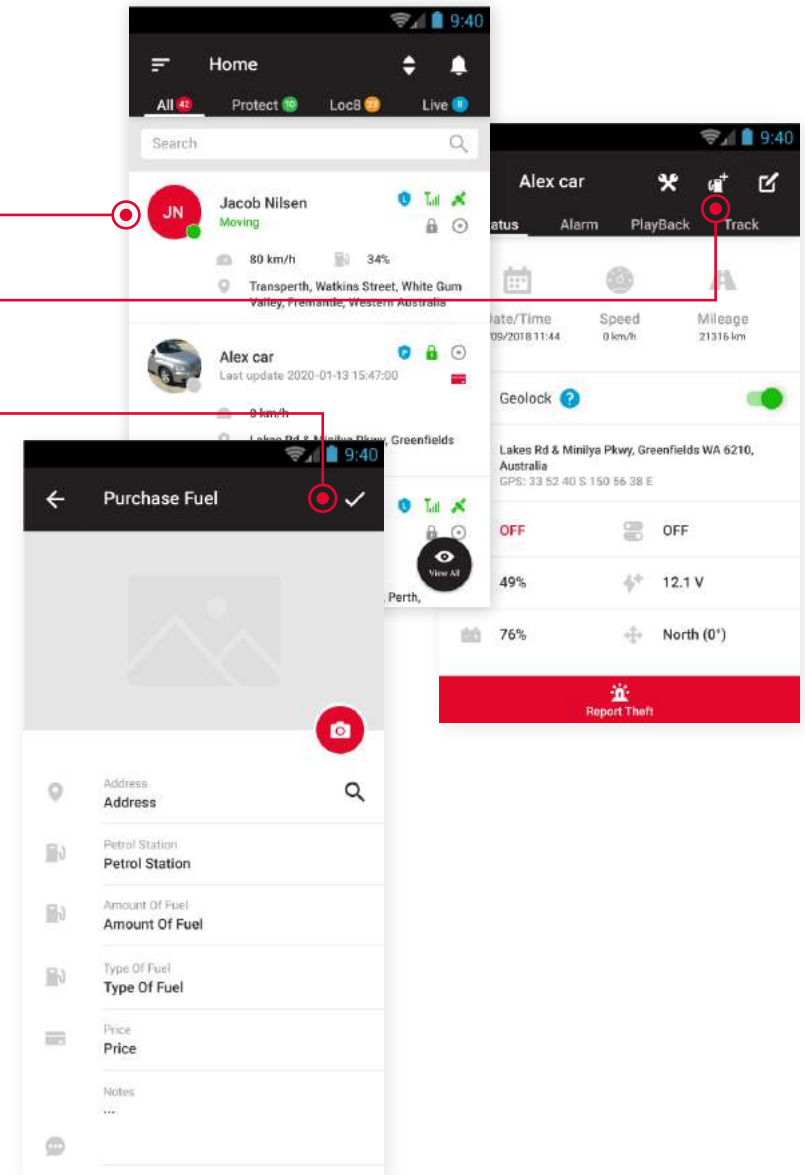 9:40
Home
All 42
Protect 10
Loc8 23
Live 9
Search
JN
Jacob Nilsen
Moving
80 km/h
34%
Transperth, Watkins Street, White Gum
Valley, Fremantle, Western Australia
Alex car
Last update 2020-01-13 15:47:00
0 km/h
Lakes Rd & Minilya Pkwy, Greenfields
View All
Perth,
9:40
Alex car
atus
Alarm
PlayBack
Track
Date/Time
/09/2018 11:44
Speed
0 km/h
Mileage
21316 km
Geolock ?
Lakes Rd & Minilya Pkwy, Greenfields WA 6210,
Australia
GPS: 33 52 40 S 150 56 38 E
OFF
OFF
49%
12.1 V
76%
North (0°)
Report Theft
9:40
Purchase Fuel
Address
Address
Petrol Station
Petrol Station
Amount Of Fuel
Amount Of Fuel
Type Of Fuel
Type Of Fuel
Price
Price
Notes
...